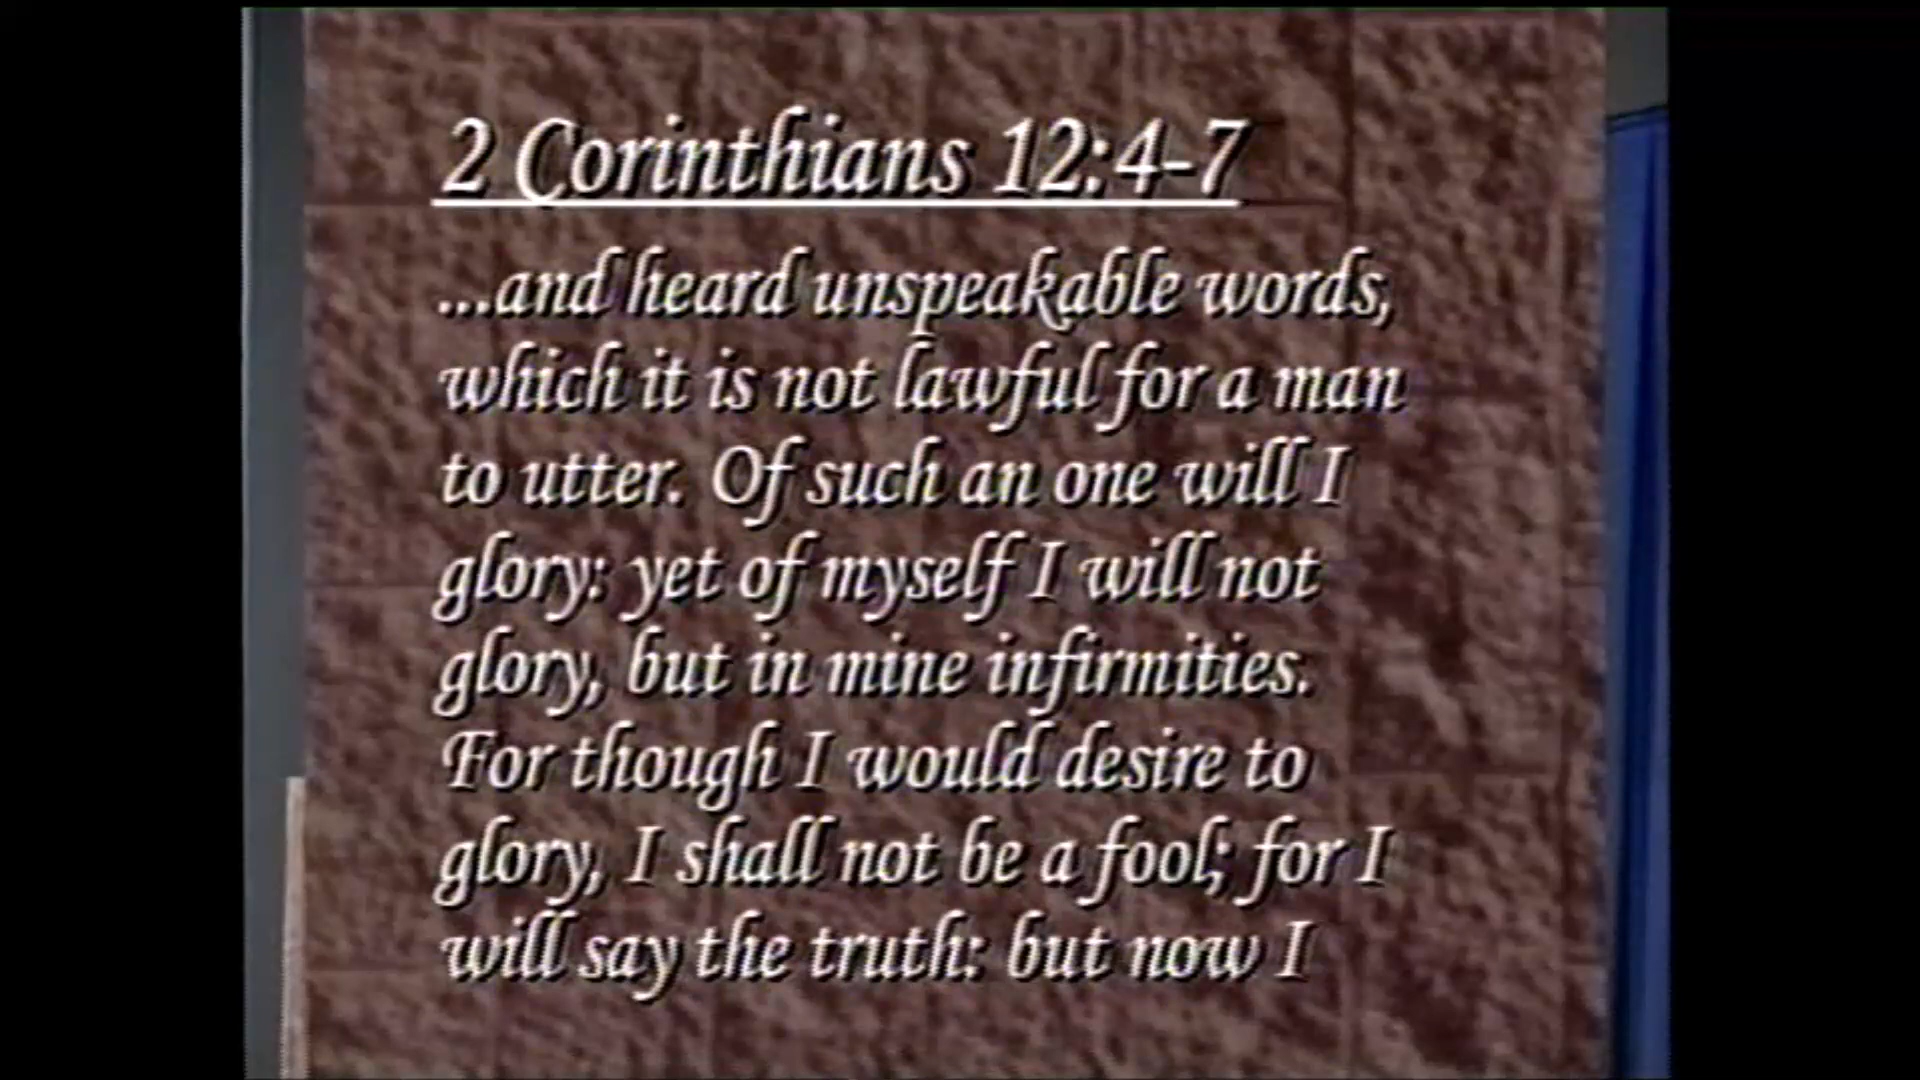 2 Corinthians 12:4-7
...and heard unspeakable words,
which it is not lawful for a man
to utter. Of such an one will I
glory: yet of myself I will not
glory, but in mine infirmities.
For though I would desire to
glory, I shall not be a fool; for I
will say the truth: but now I